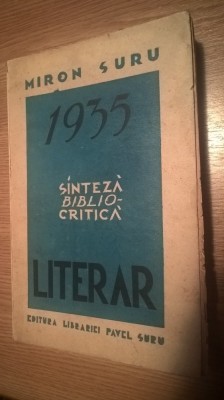 MIRON SURU
1935
SINTEZĂ
BIBLIO-
CRITICĂ
LITERAR
EDITURA LIBRARIEI PAVEL SURU